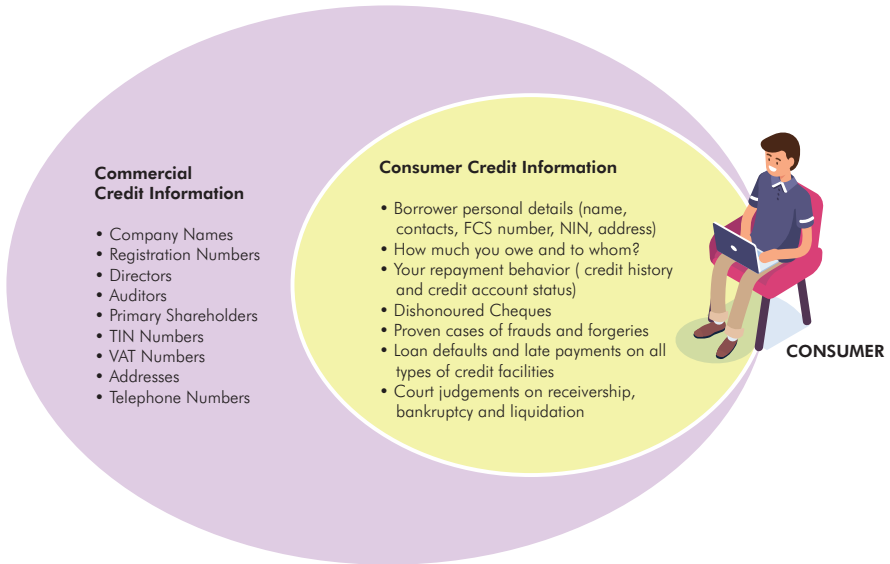 Commercial
Credit Information
• Company Names
• Registration Numbers
• Directors
• Auditors
• Primary Shareholders
• TIN Numbers
• VAT Numbers
• Addresses
• Telephone Numbers
Consumer Credit Information
• Borrower personal details (name,
contacts, FCS number, NIN, address)
• How much you owe and to whom?
• Your repayment behavior ( credit history
and credit account status)
• Dishonoured Cheques
• Proven cases of frauds and forgeries
• Loan defaults and late payments on all
types of credit facilities
• Court judgements on receivership,
bankruptcy and liquidation
CONSUMER